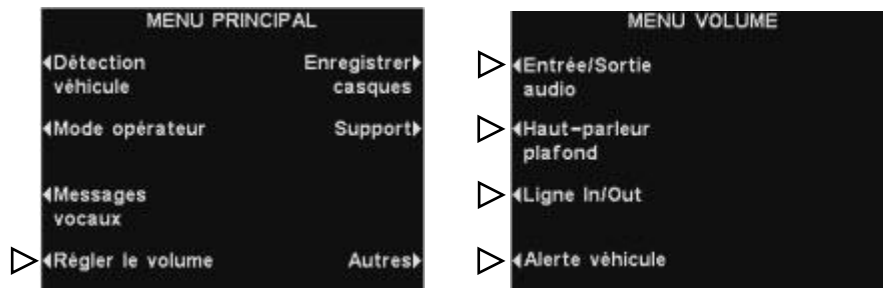 MENU PRINCIPAL
Détection Enregistrer
véhicule casques
Mode opérateur Support
Messages
vocaux
Régler le volume Autres
MENU VOLUME
Entrée/Sortie
audio
Haut-parleur
plafond
Ligne In/Out
Alerte véhicule